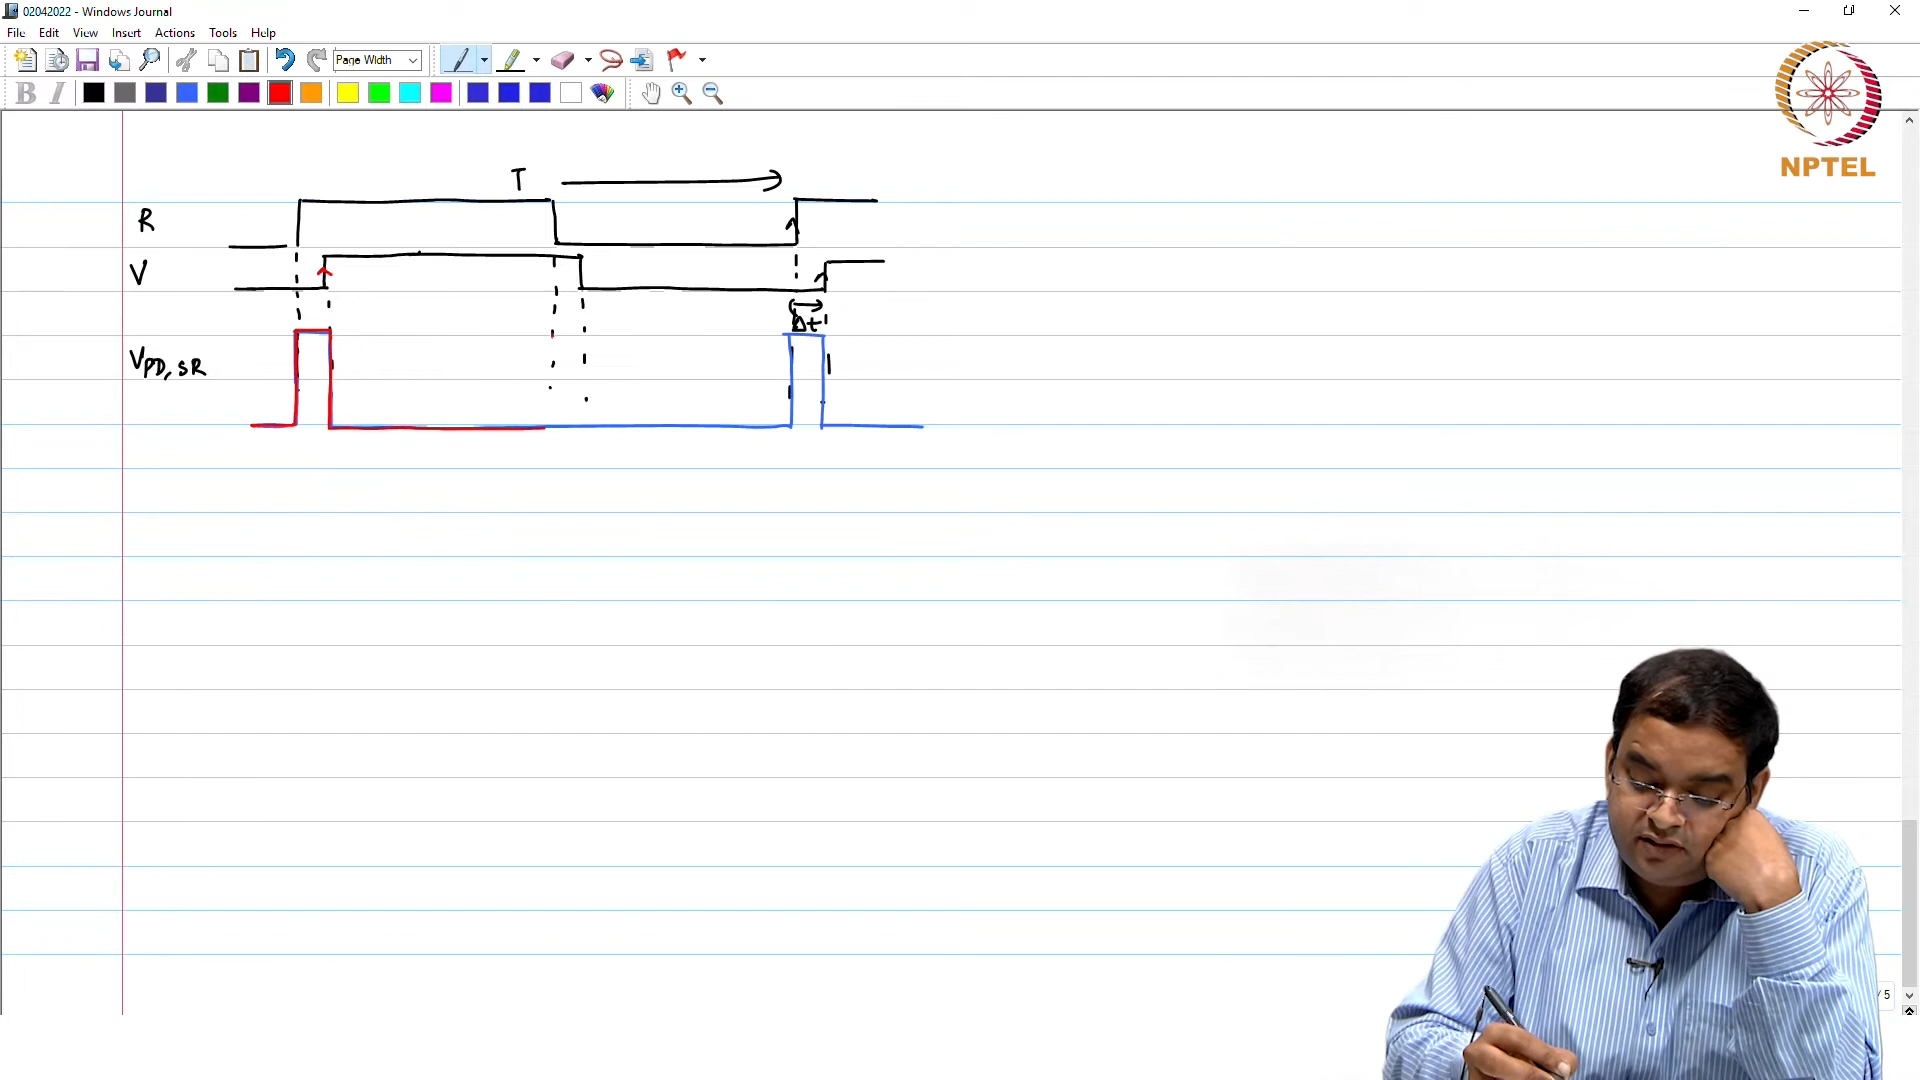 02042022 - Windows Journal
File Edit View Insert Actions Tools Help
Page Width
B I
NPTEL
T
R
V
Δt
V_PD,SR
/ 5